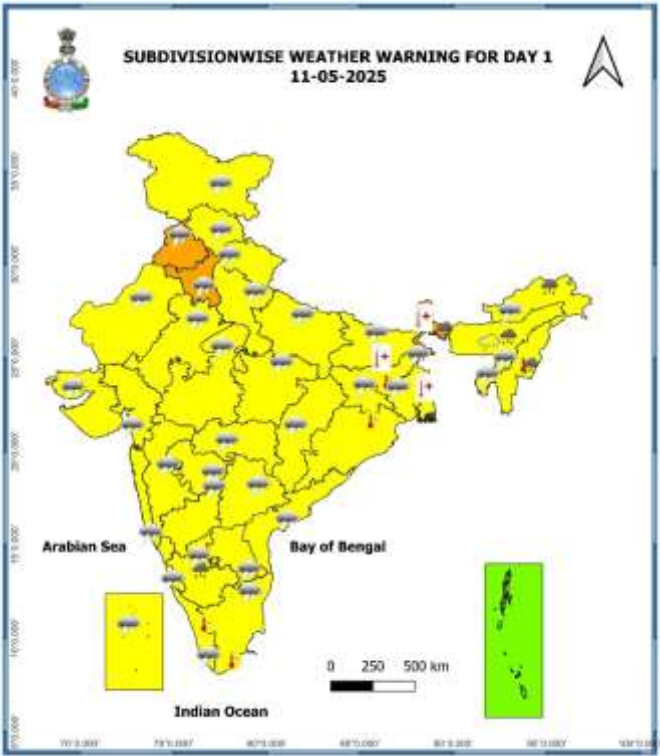 SUBDIVISIONWISE WEATHER WARNING FOR DAY 1
11-05-2025
Arabian Sea
Bay of Bengal
0 250 500 km
Indian Ocean